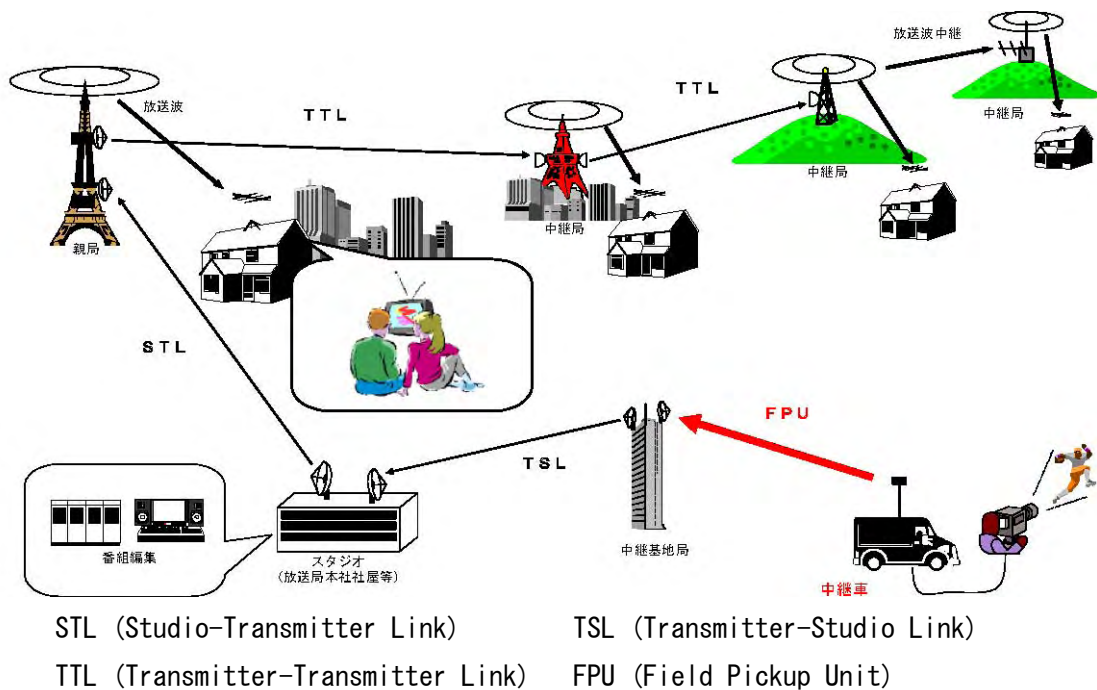 放送波中継
TTL
放送波
TTL
中継局
中継局
中継局
親局
STL
FPU
TSL
番組編集
スタジオ
(放送局本社社屋等)
中継基地局
中継車
STL (Studio-Transmitter Link)
TSL (Transmitter-Studio Link)
TTL (Transmitter-Transmitter Link)
FPU (Field Pickup Unit)